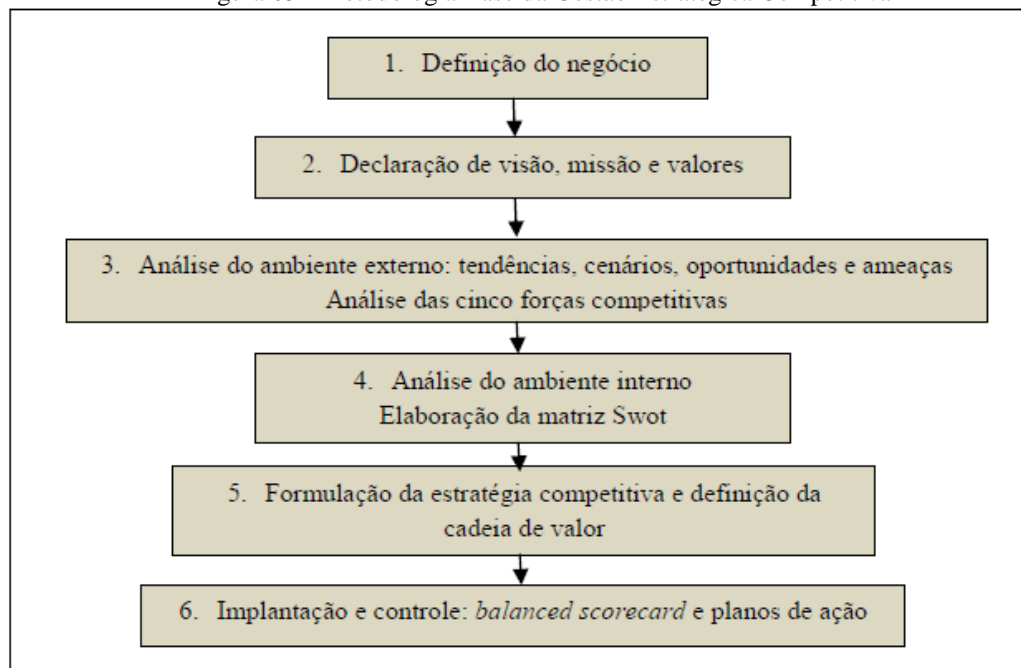 1. Definição do negócio
2. Declaração de visão, missão e valores
3. Análise do ambiente externo: tendências, cenários, oportunidades e ameaças
Análise das cinco forças competitivas
4. Análise do ambiente interno
Elaboração da matriz Swot
5. Formulação da estratégia competitiva e definição da
cadeia de valor
6. Implantação e controle: balanced scorecard e planos de ação